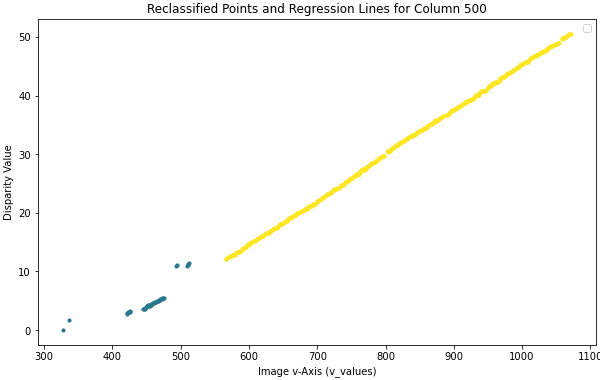 Reclassified Points and Regression Lines for Column 500
50
40
30
20
10
0
Disparity Value
300 400 500 600 700 800 900 1000 1100
Image v-Axis (v_values)